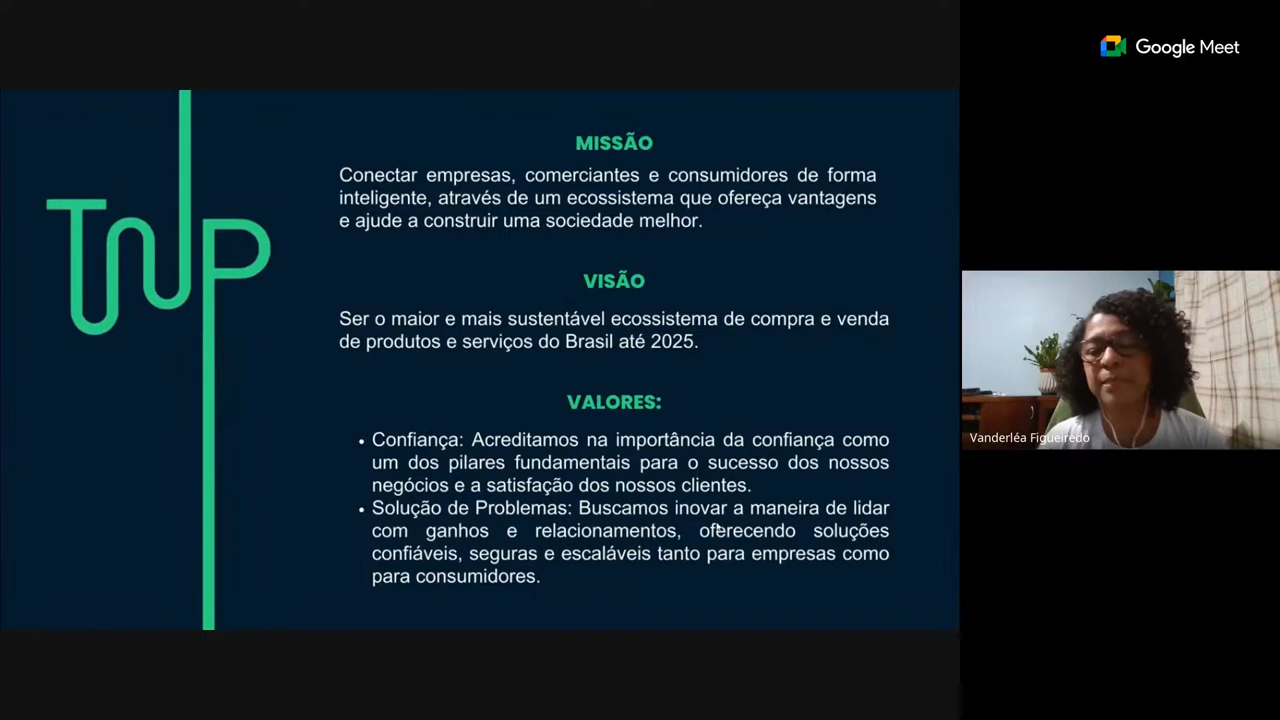 Google Meet
TNP
MISSÃO
Conectar empresas, comerciantes e consumidores de forma
inteligente, através de um ecossistema que ofereça vantagens
e ajude a construir uma sociedade melhor.
VISÃO
Ser o maior e mais sustentável ecossistema de compra e venda
de produtos e serviços do Brasil até 2025.
VALORES:
• Confiança: Acreditamos na importância da confiança como
um dos pilares fundamentais para o sucesso dos nossos
negócios e a satisfação dos nossos clientes.
• Solução de Problemas: Buscamos inovar a maneira de lidar
com ganhos e relacionamentos, oferecendo soluções
confiáveis, seguras e escaláveis tanto para empresas como
para consumidores.
Vanderléa Figueirêdo